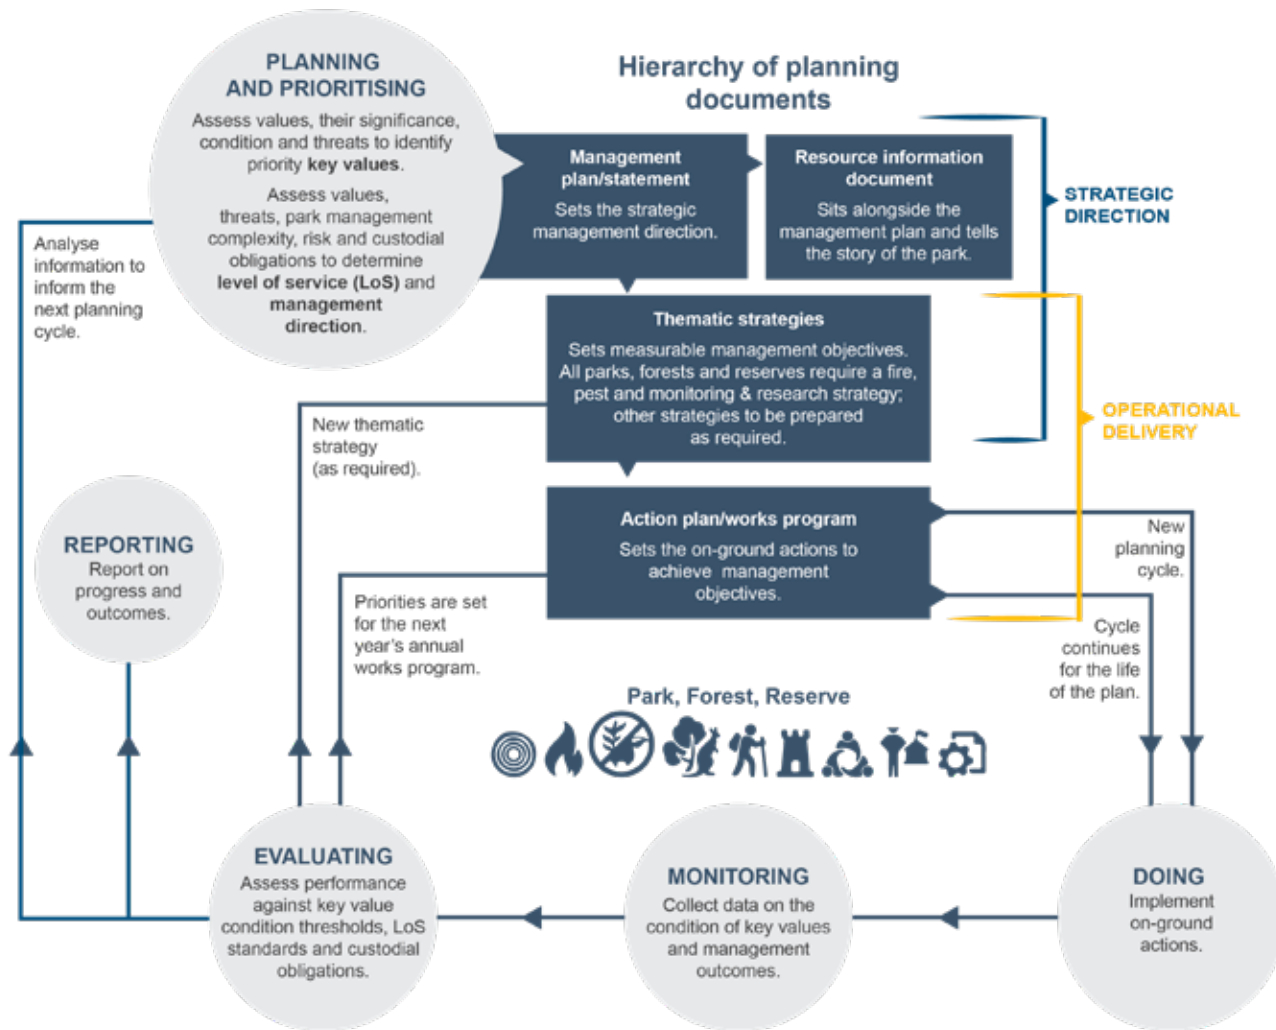 PLANNING
AND PRIORITISING
Assess values, their significance,
condition and threats to identify
priority key values.
Assess values,
threats, park management
complexity, risk and custodial
obligations to determine
level of service (LoS) and
management
direction.
Hierarchy of planning
documents
Management
plan/statement
Sets the strategic
management direction.
Resource information
document
Sits alongside the
management plan and tells
the story of the park.
STRATEGIC
DIRECTION
Analyse
information to
inform the
next planning
cycle.
Thematic strategies
Sets measurable management objectives.
All parks, forests and reserves require a fire,
pest and monitoring & research strategy;
other strategies to be prepared
as required.
OPERATIONAL
DELIVERY
New thematic
strategy
(as required).
Action plan/works program
Sets the on-ground actions to
achieve management
objectives.
New
planning
cycle.
REPORTING
Report on
progress and
outcomes.
Priorities are set
for the next
year's annual
works program.
Cycle
continues
for the life
of the plan.
Park, Forest, Reserve
EVALUATING
Assess performance
against key value
condition thresholds, LoS
standards and custodial
obligations.
MONITORING
Collect data on the
condition of key values
and management
outcomes.
DOING
Implement
on-ground
actions.